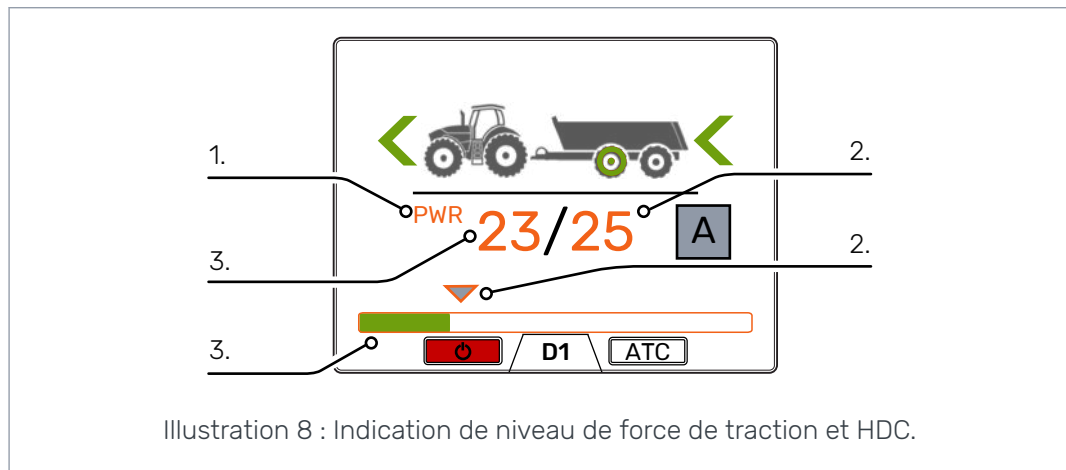 1.
2.
PWR 23/25 A
3.
2.
3.
D1 ATC
Illustration 8 : Indication de niveau de force de traction et HDC.